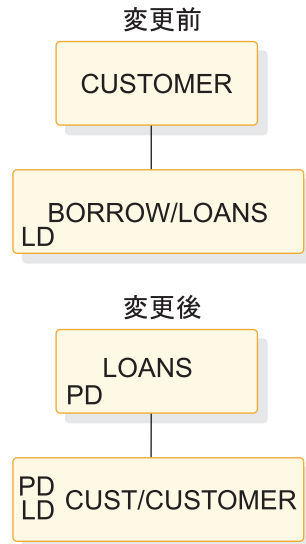 変更前
CUSTOMER
BORROW/LOANS
LD
変更後
LOANS
PD
PD
LD
CUST/CUSTOMER